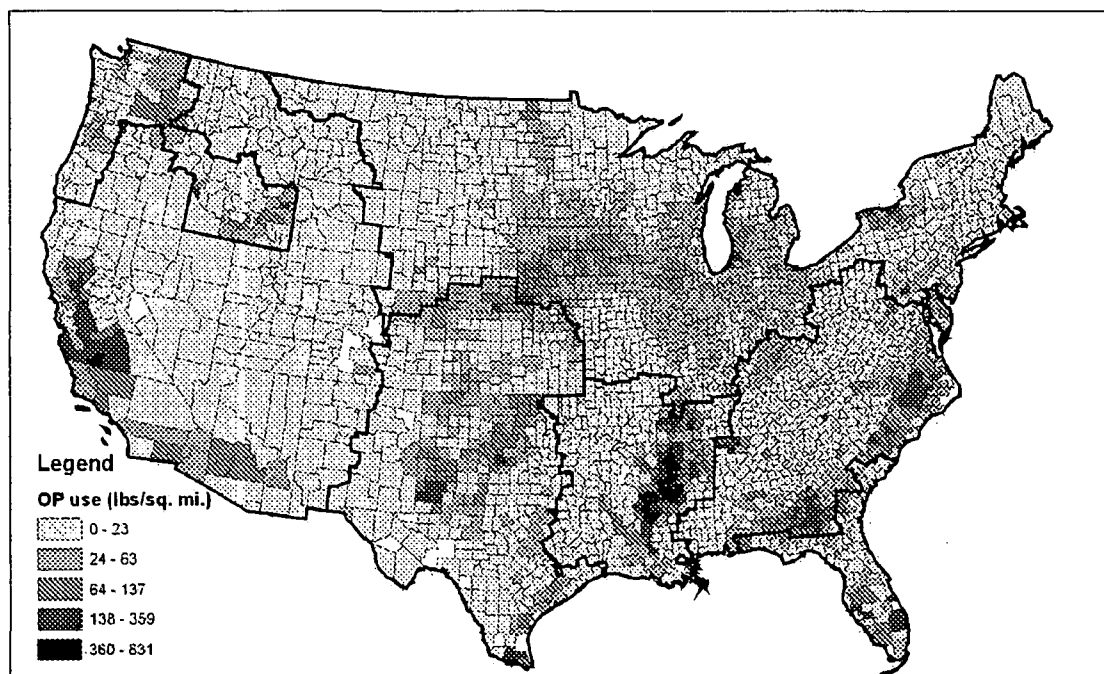 Legend
OP use (lbs/sq. mi.)
0 - 23
24 - 63
64 - 137
138 - 359
360 - 831